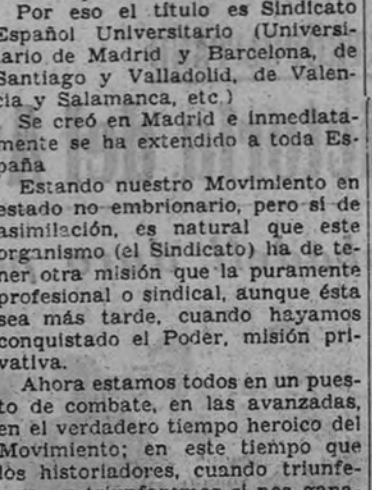 Por eso el título es Sindicato
Español Universitario (Universi-
ario de Madrid y Barcelona, de
Santiago y Valladolid, de Valen-
cia y Salamanca, etc.)
Se creó en Madrid e inmediata-
mente se ha extendido a toda Es-
paña
Estando nuestro Movimiento en
estado no embrionario, pero si de
asimilación, es natural que este
organismo (el Sindicato) ha de te-
ner otra misión que la puramente
profesional o sindical, aunque ésta
sea más tarde, cuando hayamos
conquistado el Poder, misión pri-
vativa.
Ahora estamos todos en un pues-
to de combate, en las avanzadas,
en el verdadero tiempo heroico del
Movimiento; en este tiempo que
los historiadores, cuando triunfe-